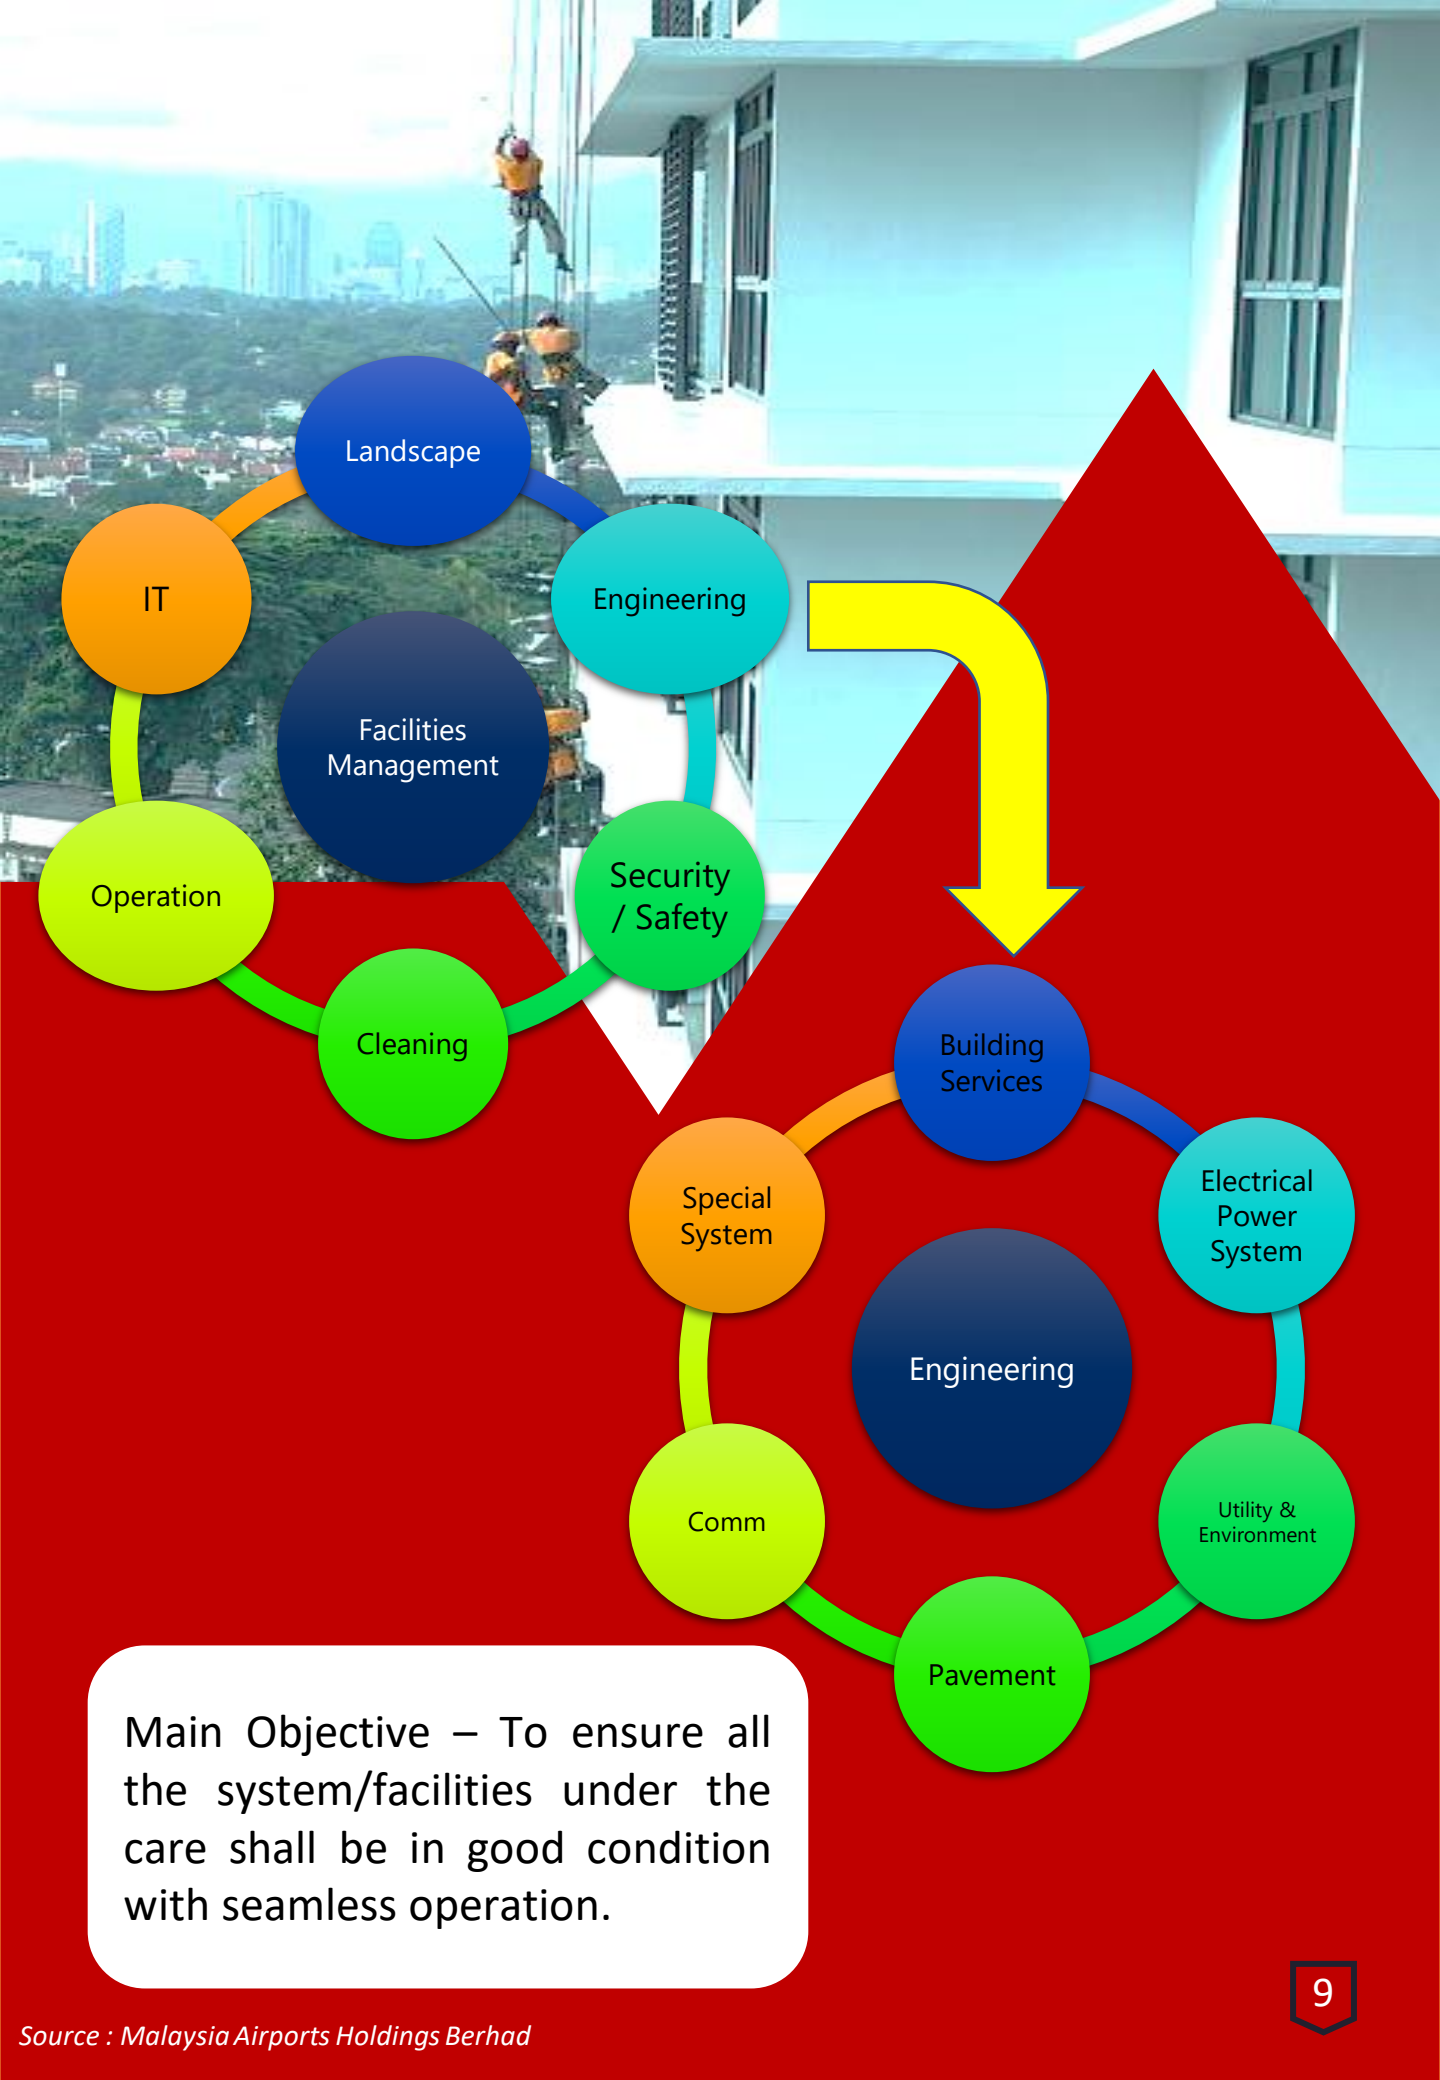 Landscape
Engineering
IT
Facilities
Management
Operation
Security
/ Safety
Cleaning
Building
Services
Special
System
Electrical
Power
System
Engineering
Comm
Utility &
Environment
Pavement
Main Objective – To ensure all
the system/facilities under the
care shall be in good condition
with seamless operation.
9
Source : Malaysia Airports Holdings Berhad